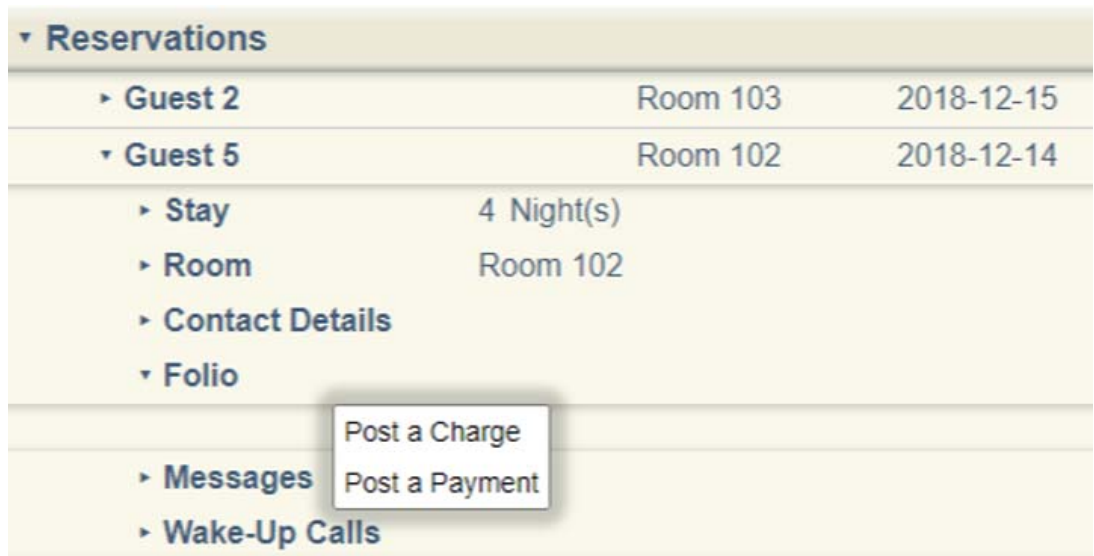 Reservations
Guest 2 Room 103 2018-12-15
Guest 5 Room 102 2018-12-14
Stay 4 Night(s)
Room Room 102
Contact Details
Folio
Post a Charge
Messages Post a Payment
Wake-Up Calls